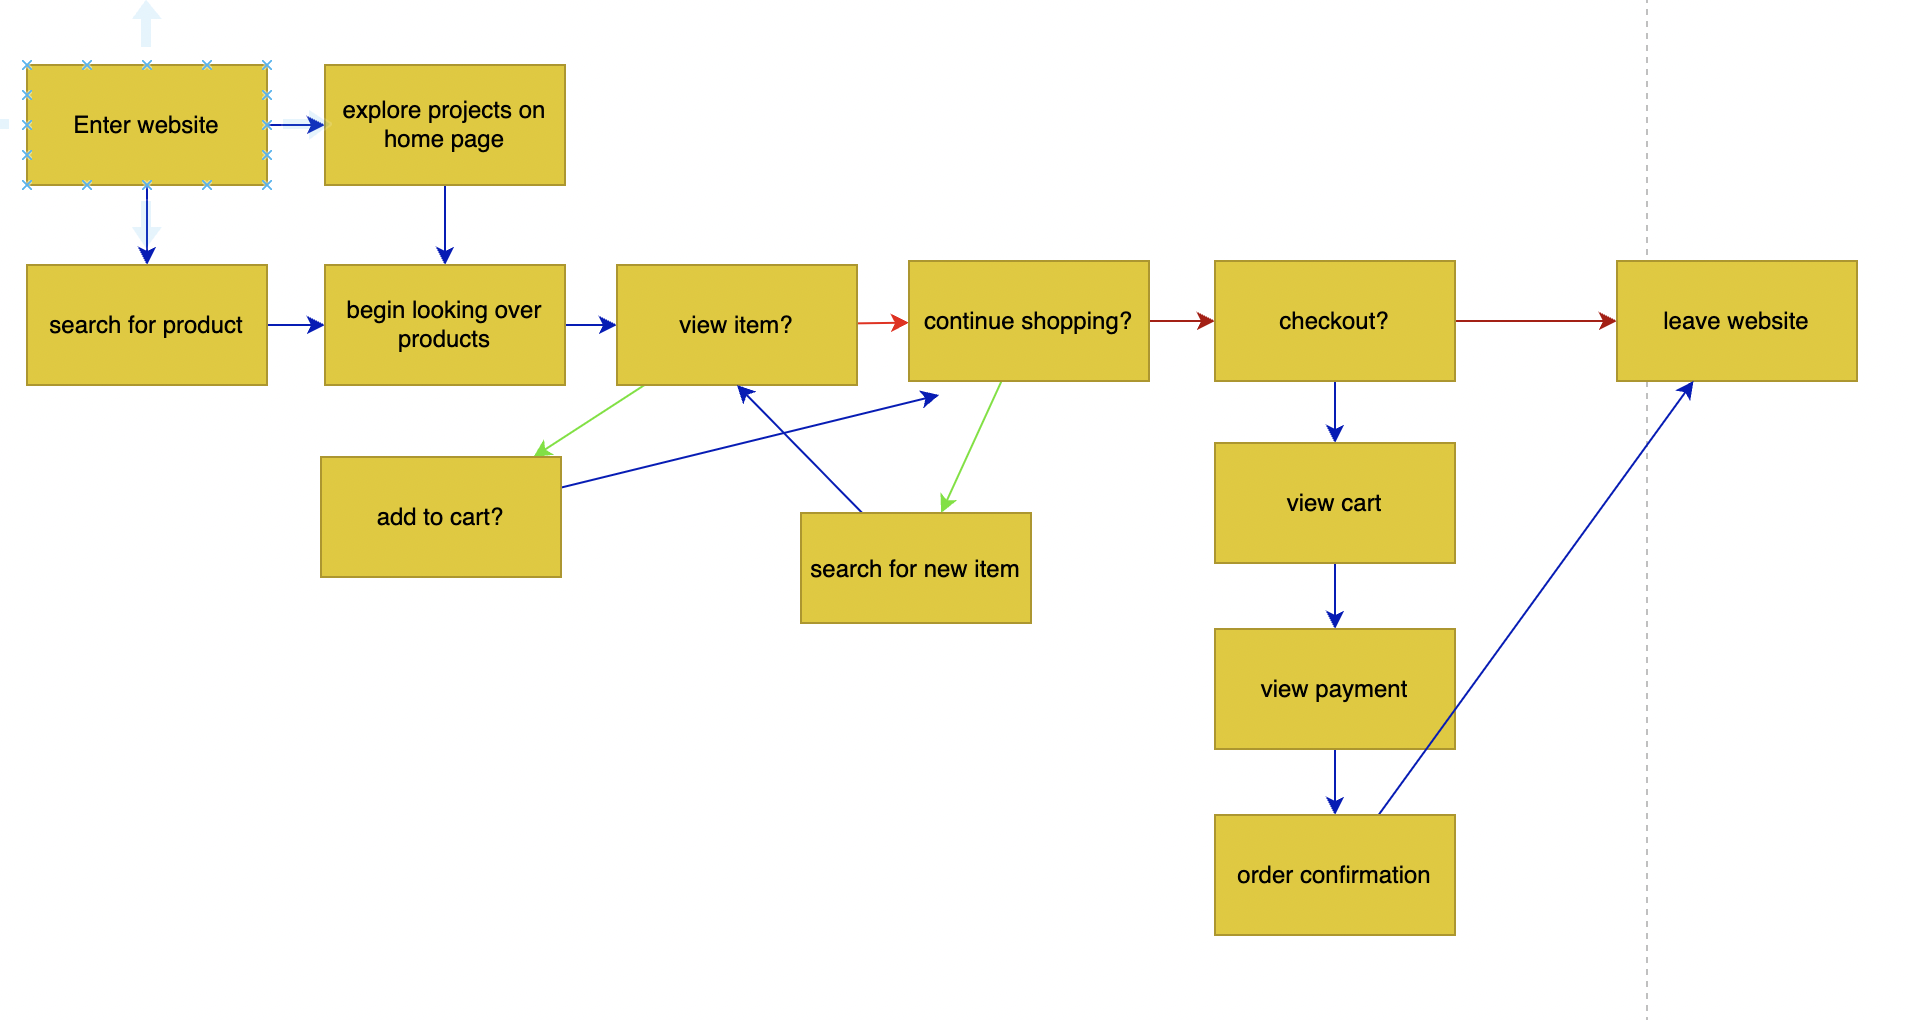 Enter website
explore projects on
home page
search for product
begin looking over
products
view item?
continue shopping?
checkout?
leave website
add to cart?
search for new item
view cart
view payment
order confirmation